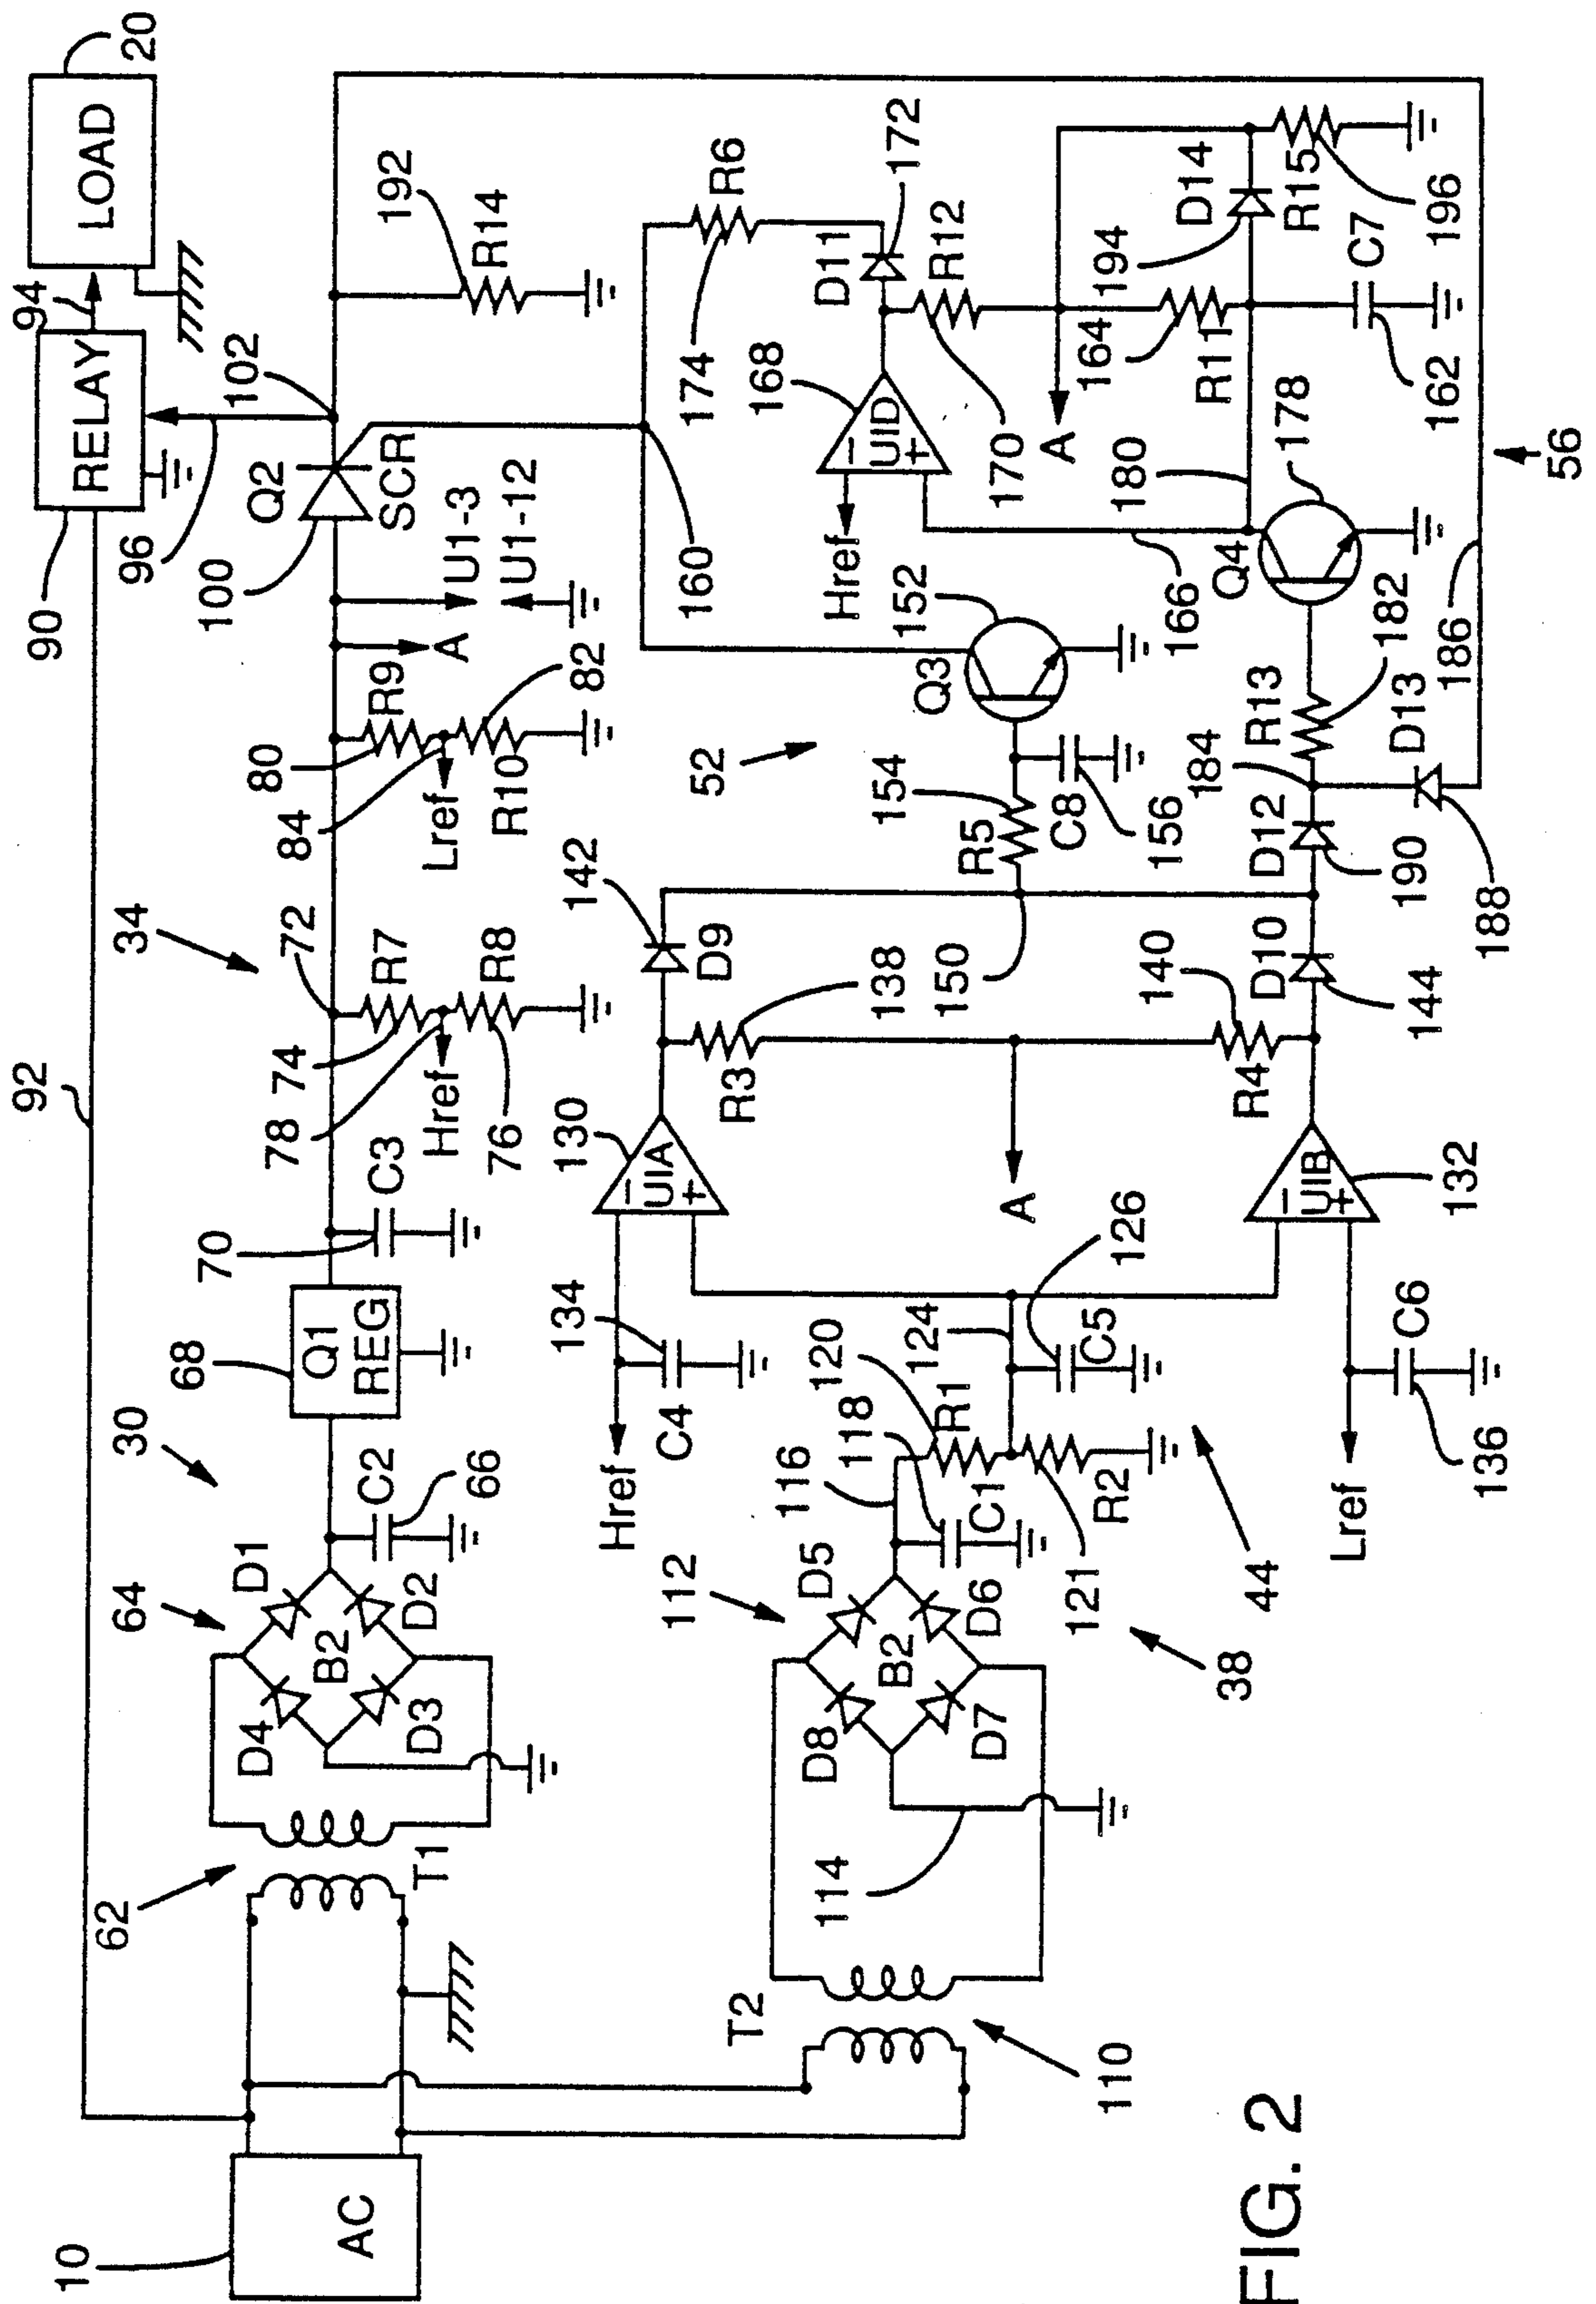 10
AC
92
90
RELAY
94
LOAD
20
96
62
T1
64
D1
D4
B2
D2
D3
30
C2
66
68
Q1
REG
70
C3
34
72
74
R7
78
Href
R8
76
80
R9
84
Lref
82
R10
A
100
U1-3
U1-12
Q2
SCR
102
192
R14
160
110
T2
114
112
D5
D8
B2
D6
D7
116
118
C1
120
R1
121
R2
38
44
124
126
C5
Href
C4
134
130
UIA
−
+
138
R3
142
D9
A
150
Lref
C6
136
132
UIB
−
+
140
R4
D10
144
52
154
R5
C8
156
152
Q3
D12
190
184
R13
182
D13
188
186
Q4
178
180
166
Href
168
UID
−
+
174
R6
D11
172
170
R12
A
164
R11
194
D14
R15
196
C7
162
56
FIG. 2